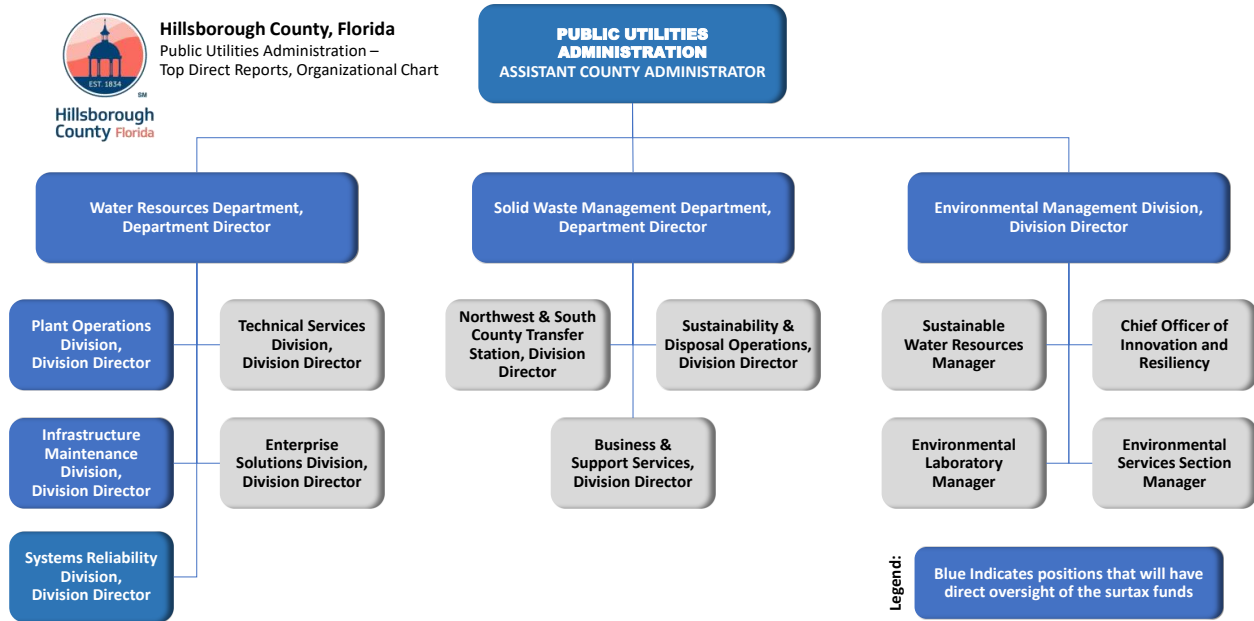 Hillsborough County, Florida
Public Utilities Administration –
Top Direct Reports, Organizational Chart
EST. 1834
SM
Hillsborough
County Florida
PUBLIC UTILITIES
ADMINISTRATION
ASSISTANT COUNTY ADMINISTRATOR
Water Resources Department,
Department Director
Solid Waste Management Department,
Department Director
Environmental Management Division,
Division Director
Plant Operations
Division,
Division Director
Technical Services
Division,
Division Director
Northwest & South
County Transfer
Station, Division
Director
Sustainability &
Disposal Operations,
Division Director
Sustainable
Water Resources
Manager
Chief Officer of
Innovation and
Resiliency
Infrastructure
Maintenance
Division,
Division Director
Enterprise
Solutions Division,
Division Director
Business &
Support Services,
Division Director
Environmental
Laboratory
Manager
Environmental
Services Section
Manager
Systems Reliability
Division,
Division Director
Legend:
Blue Indicates positions that will have
direct oversight of the surtax funds